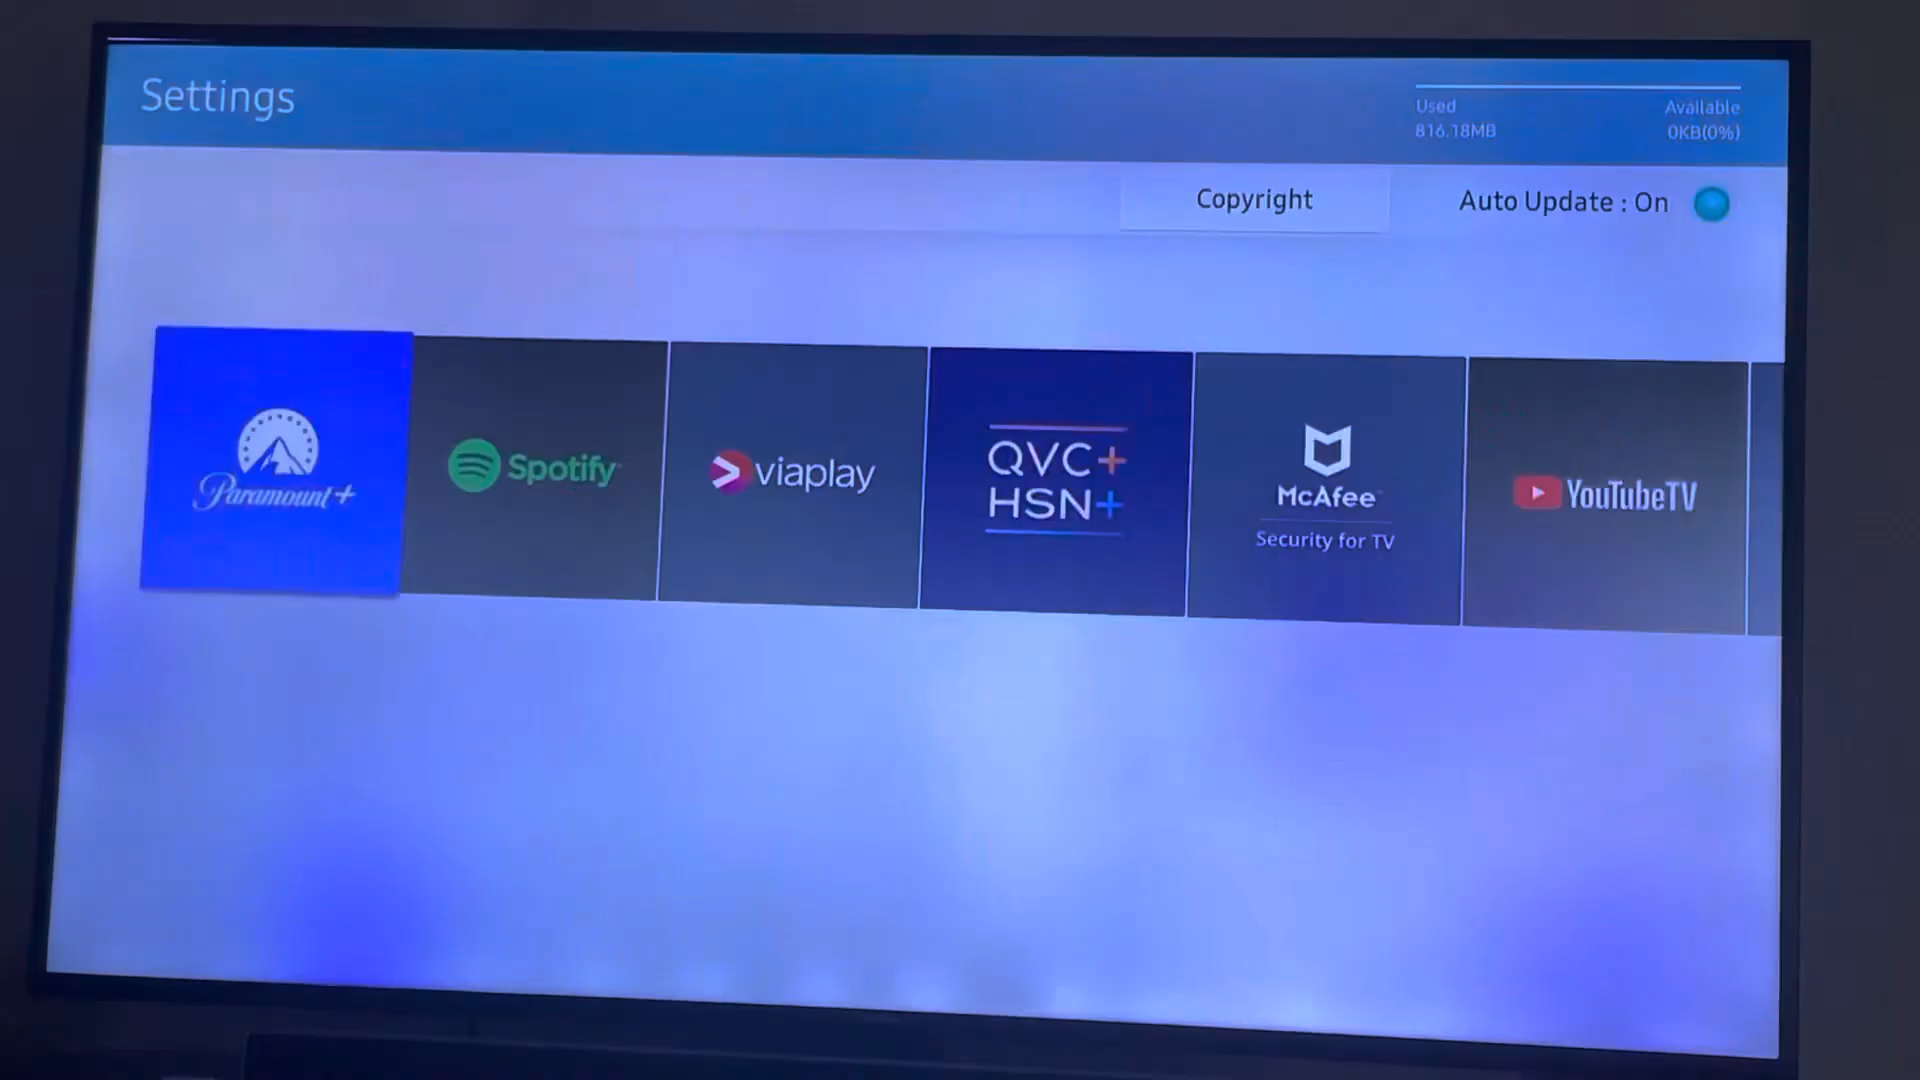 Settings
Used
Available
816.18MB
0KB(0%)
Copyright
Auto Update : On
Paramount+
Spotify
viaplay
QVC+
HSN+
McAfee
Security for TV
YouTubeTV